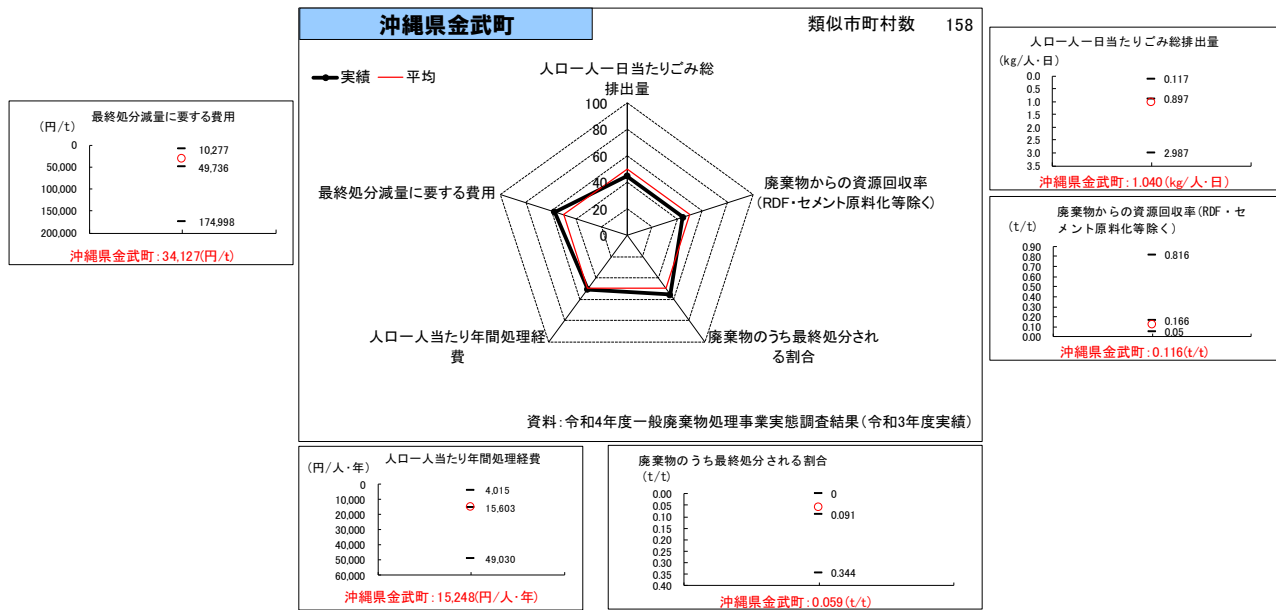 沖縄県金武町
類似市町村数 158
実績 平均
人口一人一日当たりごみ総
排出量
廃棄物からの資源回収率
(RDF・セメント原料化等除く)
廃棄物のうち最終処分され
る割合
人口一人当たり年間処理経
費
最終処分減量に要する費用
100
80
60
40
20
0
資料:令和4年度一般廃棄物処理事業実態調査結果(令和3年度実績)
最終処分減量に要する費用
(円/t)
0
50,000
100,000
150,000
200,000
10,277
49,736
174,998
沖縄県金武町:34,127(円/t)
人口一人一日当たりごみ総排出量
(kg/人・日)
0.0
0.5
1.0
1.5
2.0
2.5
3.0
3.5
0.117
0.897
2.987
沖縄県金武町:1.040(kg/人・日)
廃棄物からの資源回収率(RDF・セ
メント原料化等除く)
(t/t)
0.90
0.80
0.70
0.60
0.50
0.40
0.30
0.20
0.10
0.00
0.816
0.166
0.05
沖縄県金武町:0.116(t/t)
人口一人当たり年間処理経費
(円/人・年)
0
10,000
20,000
30,000
40,000
50,000
60,000
4,015
15,603
49,030
沖縄県金武町:15,248(円/人・年)
廃棄物のうち最終処分される割合
(t/t)
0.00
0.05
0.10
0.15
0.20
0.25
0.30
0.35
0.40
0
0.091
0.344
沖縄県金武町:0.059(t/t)